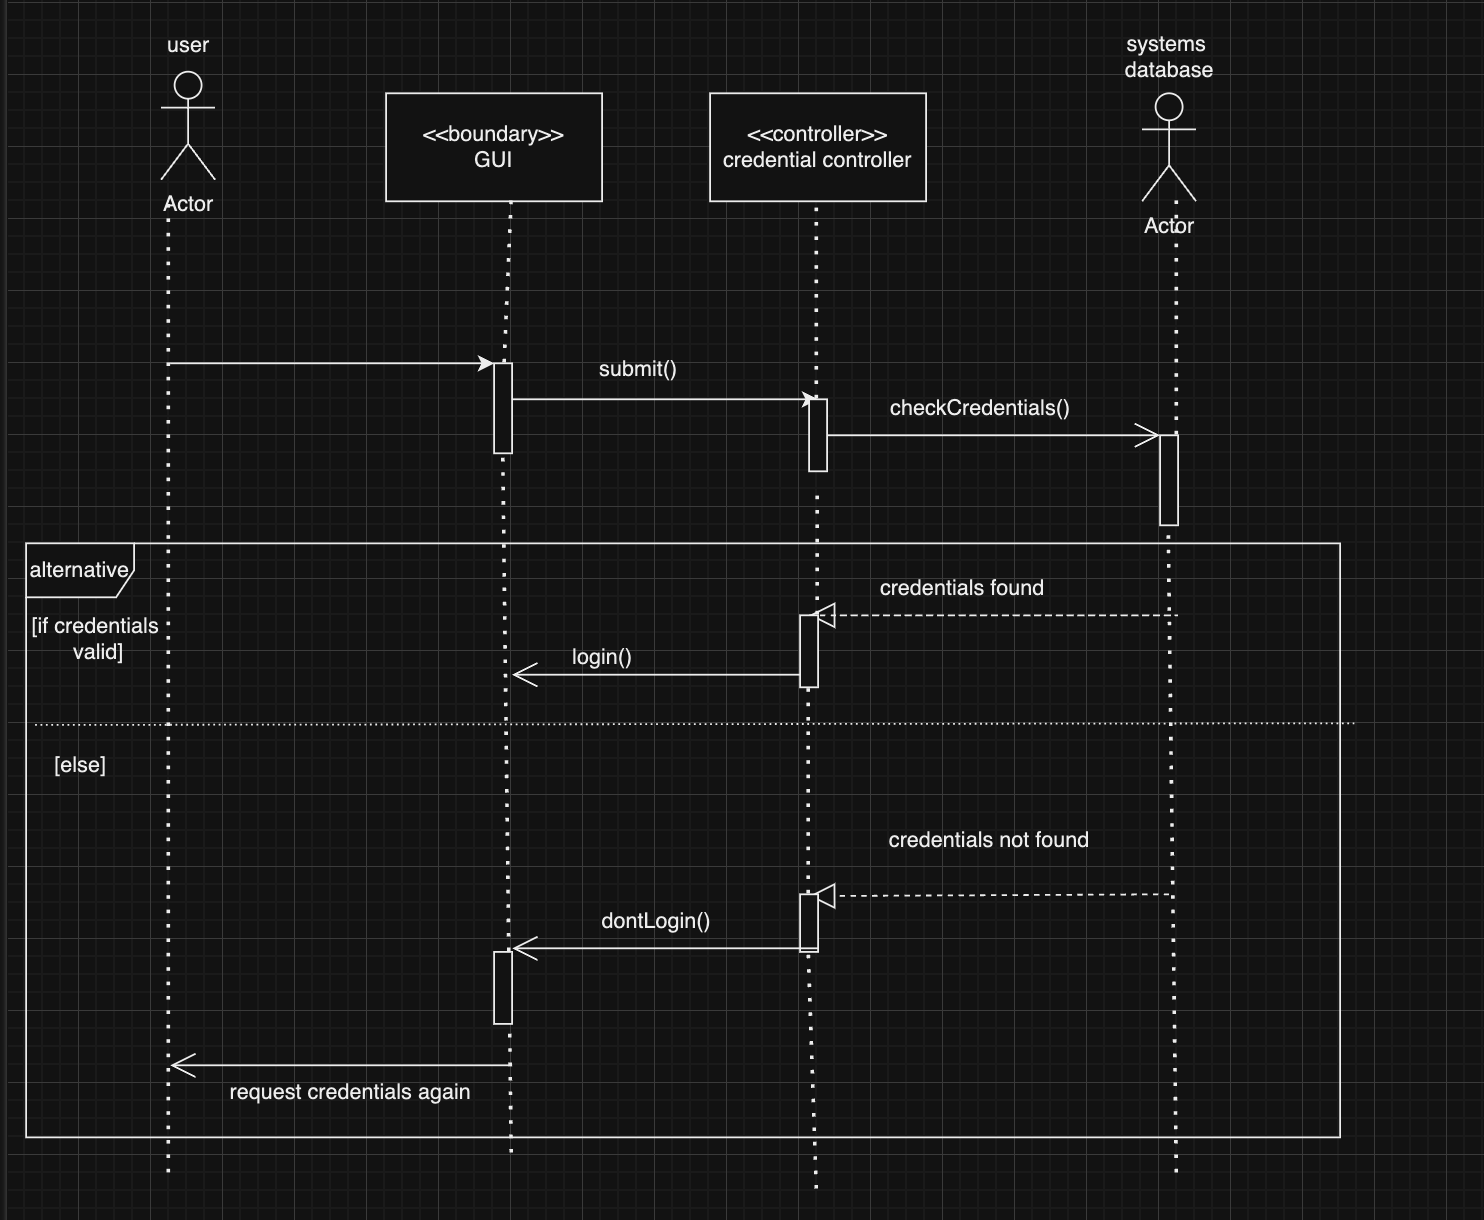 user
systems
database
<<boundary>>
GUI
<<controller>>
credential controller
Actor
Actor
submit()
checkCredentials()
alternative
credentials found
[if credentials
valid]
login()
[else]
credentials not found
dontLogin()
request credentials again